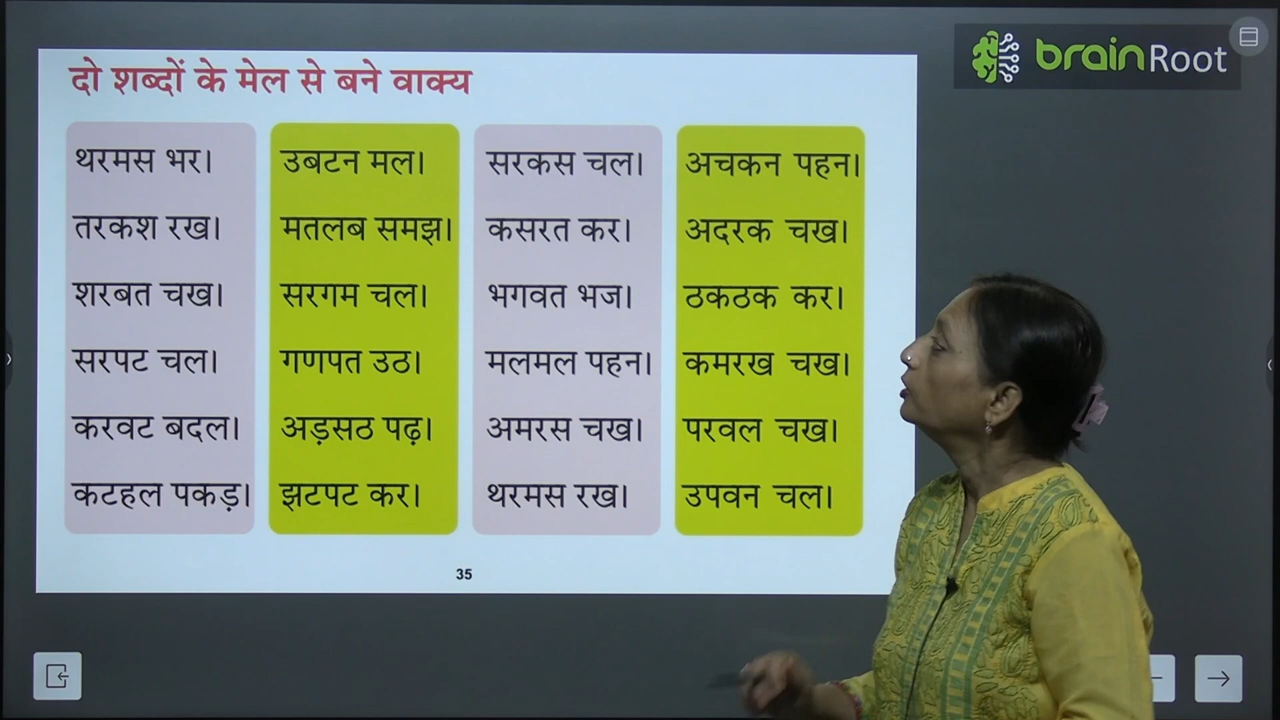 brainRoot
दो शब्दों के मेल से बने वाक्य
थरमस भर।
तरकश रख।
शरबत चख।
सरपट चल।
करवट बदल।
कटहल पकड़।
उबटन मल।
मतलब समझ।
सरगम चल।
गणपत उठ।
अड़सठ पढ़।
झटपट कर।
सरकस चल।
कसरत कर।
भगवत भज।
मलमल पहन।
अमरस चख।
थरमस रख।
अचकन पहन।
अदरक चख।
ठकठक कर।
कमरख चख।
परवल चख।
उपवन चल।
35